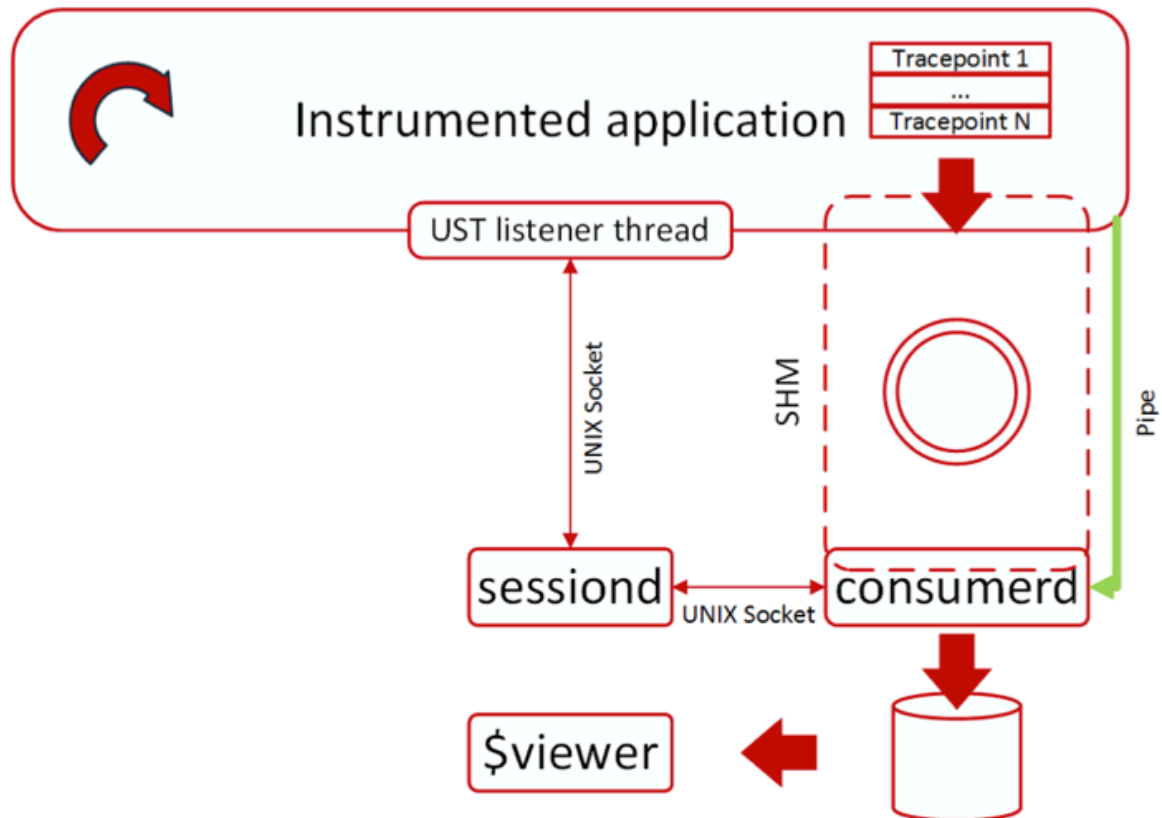 Tracepoint 1
...
Instrumented application
Tracepoint N
UST listener thread
UNIX Socket
SHM
Pipe
sessiond
UNIX Socket
consumerd
$viewer